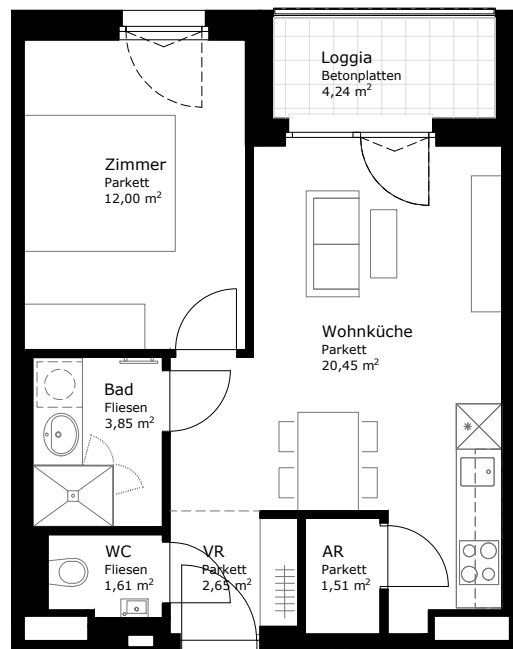 Loggia
Betonplatten
4,24 m²
Zimmer
Parkett
12,00 m²
Wohnküche
Parkett
20,45 m²
Bad
Fliesen
3,85 m²
WC
Fliesen
1,61 m²
VR
Parkett
2,65 m²
AR
Parkett
1,51 m²